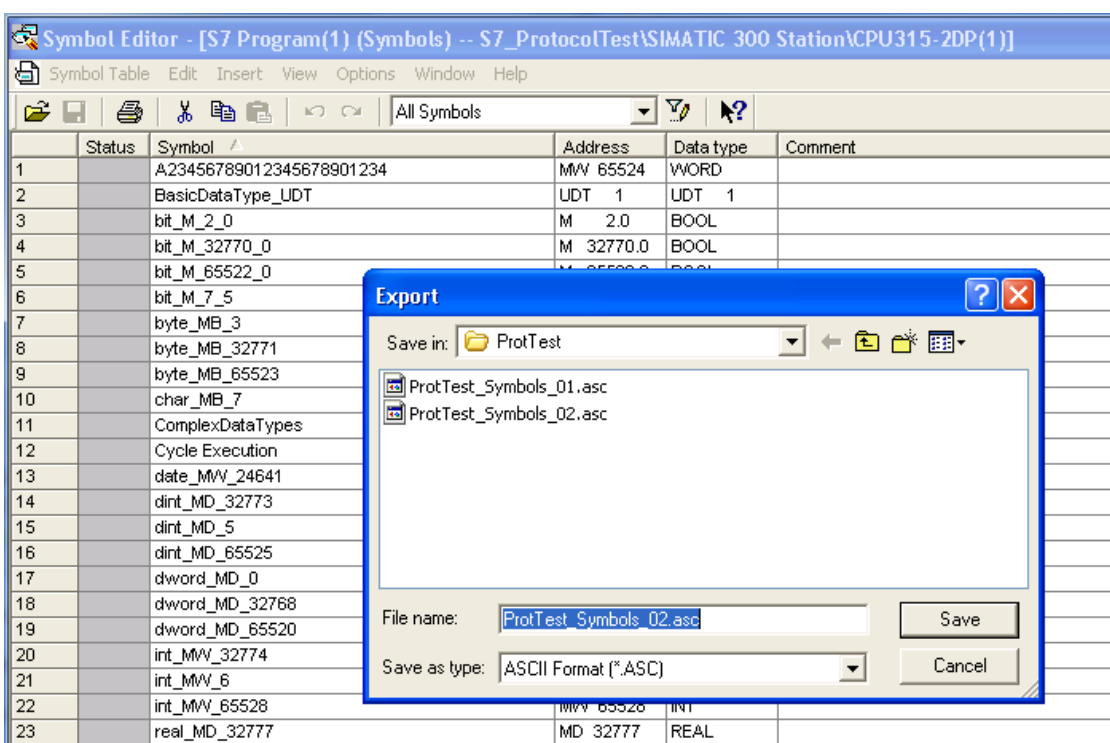 Symbol Editor - [S7 Program(1) (Symbols) -- S7_ProtocolTest\SIMATIC 300 Station\CPU315-2DP(1)]
Symbol Table Edit Insert View Options Window Help
All Symbols
Status Symbol Address Data type Comment
1 A23456789012345678901234 MW 65524 WORD
2 BasicDataType_UDT UDT 1 UDT 1
3 bit_M_2_0 M 2.0 BOOL
4 bit_M_32770_0 M 32770.0 BOOL
5 bit_M_65522_0
6 bit_M_7_5
7 byte_MB_3
8 byte_MB_32771
9 byte_MB_65523
10 char_MB_7
11 ComplexDataTypes
12 Cycle Execution
13 date_MW_24641
14 dint_MD_32773
15 dint_MD_5
16 dint_MD_65525
17 dword_MD_0
18 dword_MD_32768
19 dword_MD_65520
20 int_MW_32774
21 int_MW_6
22 int_MW_65528 MW 65528 INT
23 real_MD_32777 MD 32777 REAL
Export
Save in: ProtTest
ProtTest_Symbols_01.asc
ProtTest_Symbols_02.asc
File name: ProtTest_Symbols_02.asc Save
Save as type: ASCII Format (*.ASC) Cancel